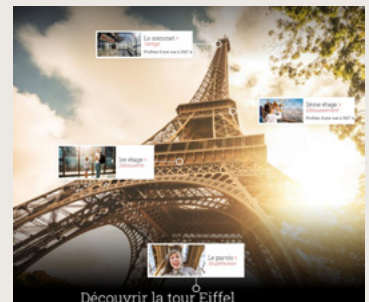 Le sommet ›
Vertige
Profitez d'une vue à 360° à
2ème étage ›
Profitez d'une vue à 360° à
1er étage ›
Découverte
Le parvis ›
Découvrir la tour Eiffel